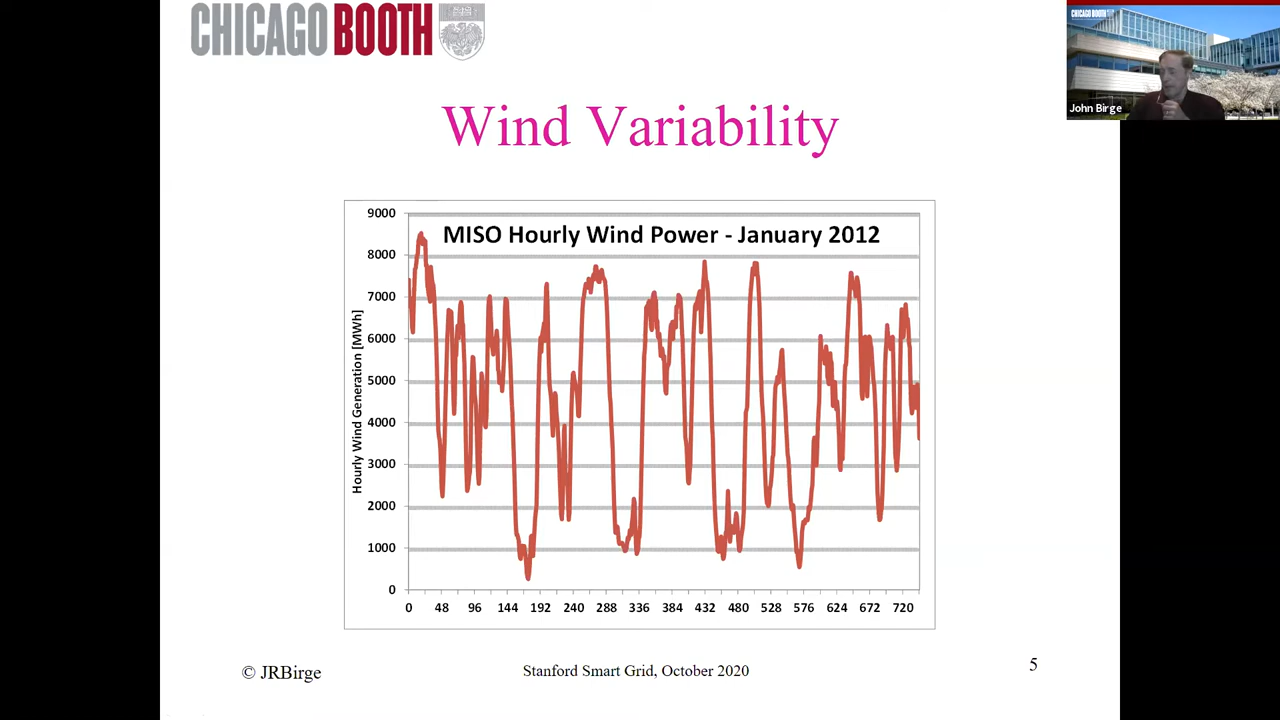 CHICAGO BOOTH
CHICAGO BOOTH
John Birge
Wind Variability
MISO Hourly Wind Power - January 2012
Hourly Wind Generation [MWh]
9000
8000
7000
6000
5000
4000
3000
2000
1000
0
0 48 96 144 192 240 288 336 384 432 480 528 576 624 672 720
© JRBirge
Stanford Smart Grid, October 2020
5